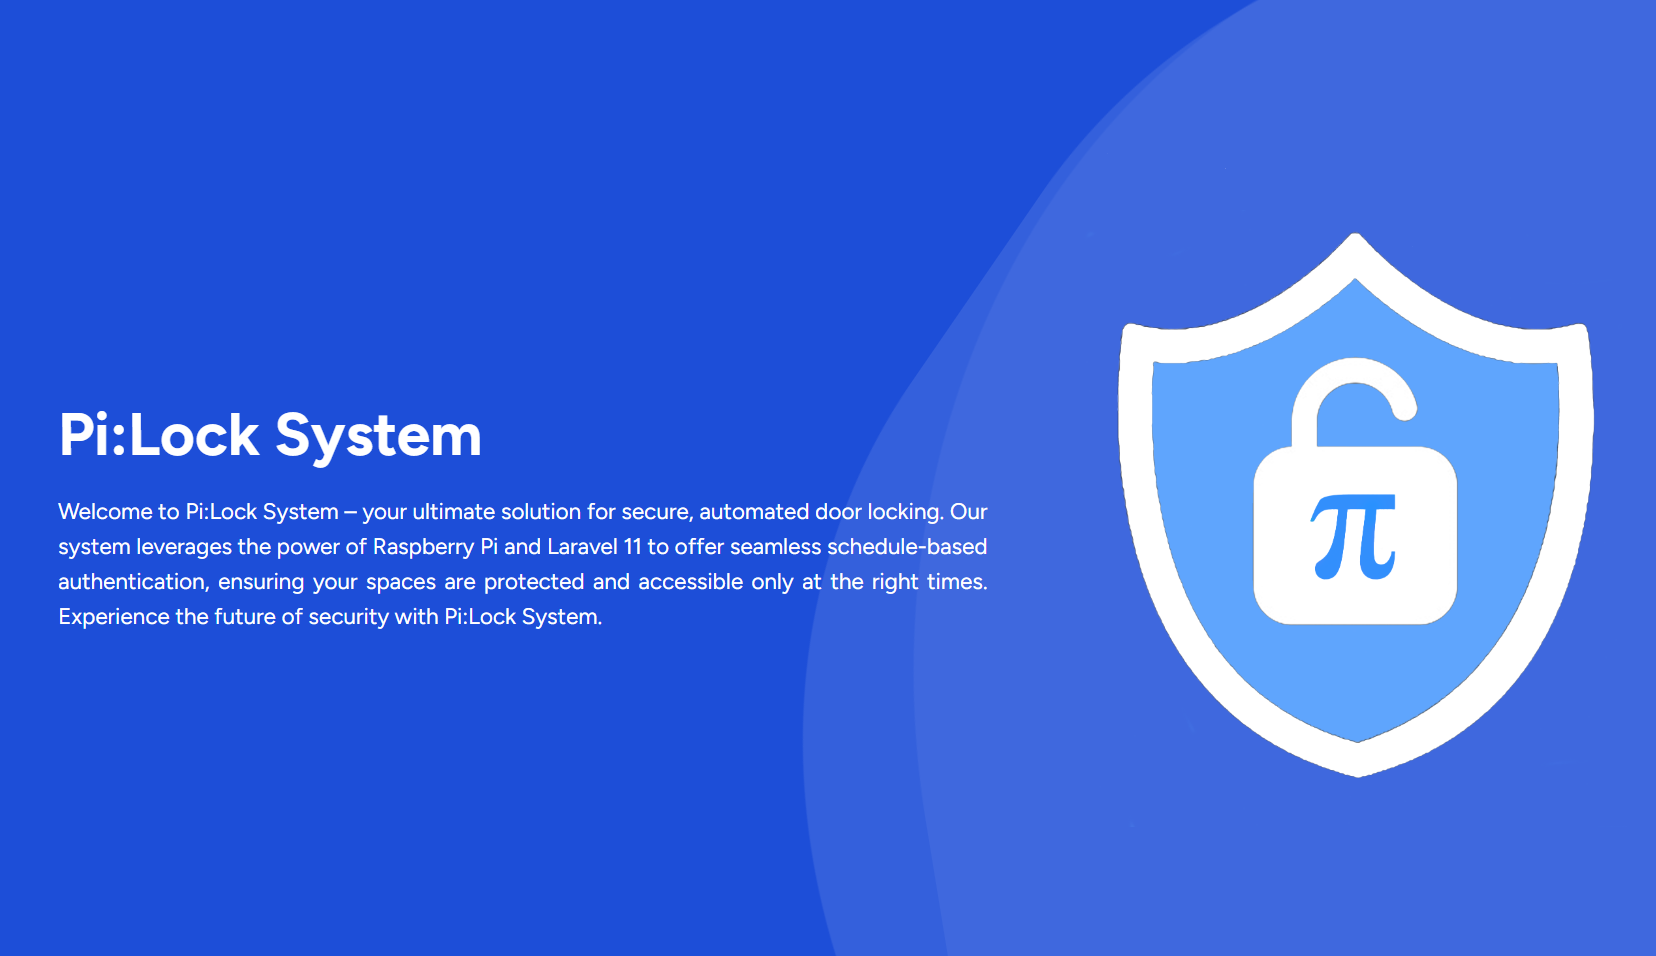 Pi:Lock System
Welcome to Pi:Lock System – your ultimate solution for secure, automated door locking. Our
system leverages the power of Raspberry Pi and Laravel 11 to offer seamless schedule-based
authentication, ensuring your spaces are protected and accessible only at the right times.
Experience the future of security with Pi:Lock System.
π